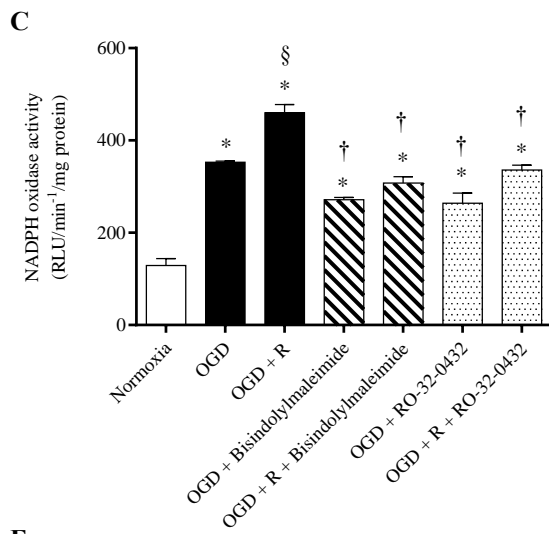 C
NADPH oxidase activity
(RLU/min⁻¹/mg protein)
600
400
200
0
*
§
*
†
*
†
*
†
*
†
*
Normoxia
OGD
OGD + R
OGD + Bisindolylmaleimide
OGD + R + Bisindolylmaleimide
OGD + RO-32-0432
OGD + R + RO-32-0432